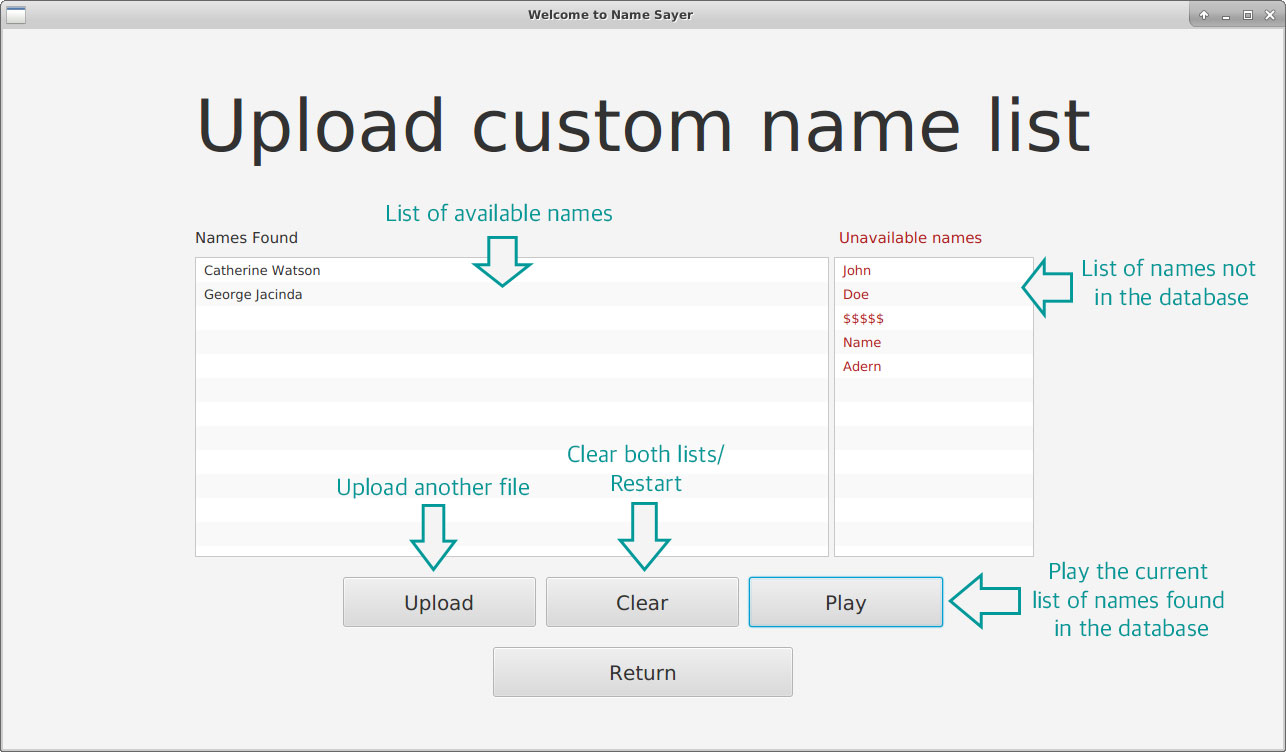 Welcome to Name Sayer
Upload custom name list
List of available names
Names Found
Unavailable names
Catherine Watson
George Jacinda
John
Doe
$$$$$
Name
Adern
List of names not
in the database
Clear both lists/
Restart
Upload another file
Upload
Clear
Play
Play the current
list of names found
in the database
Return